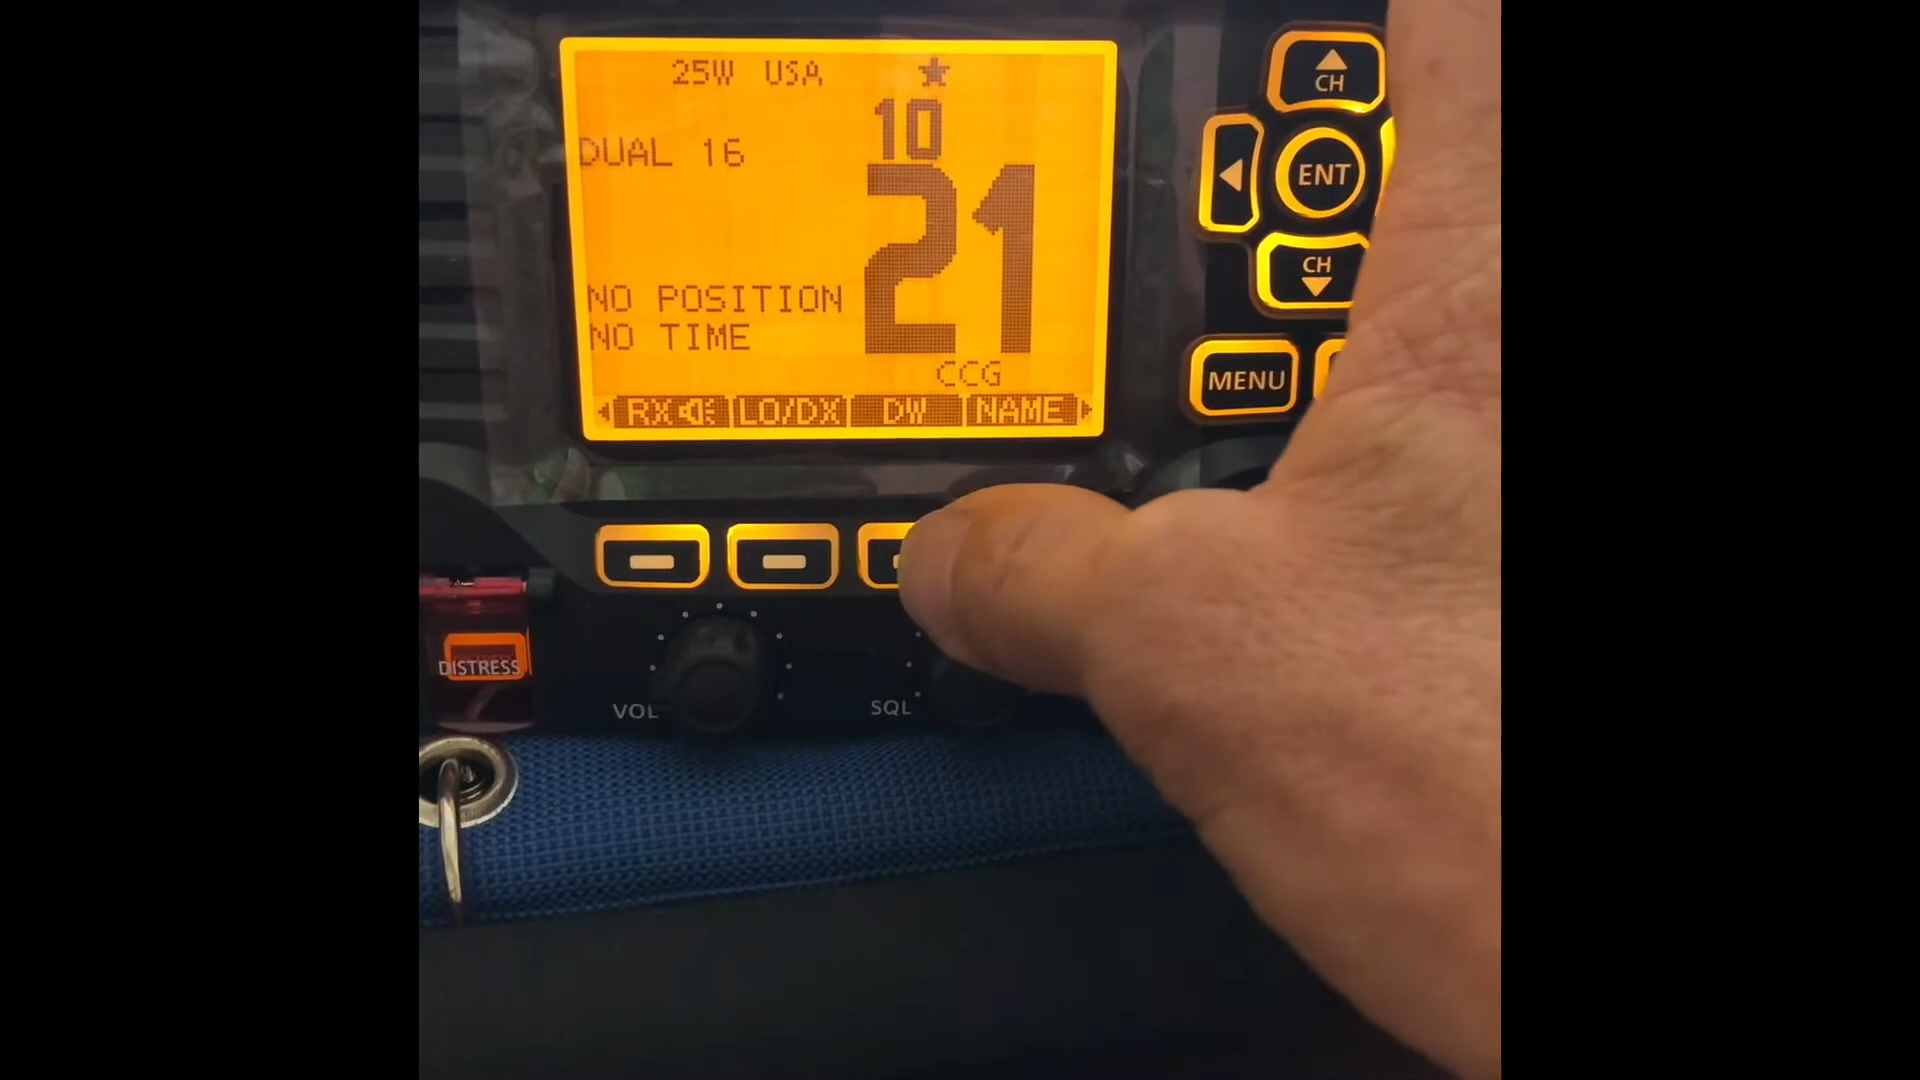 25W USA
10
DUAL 16
21
NO POSITION
NO TIME
CCG
RX LO/DX DW NAME
CH
ENT
CH
MENU
DISTRESS
VOL
SQL